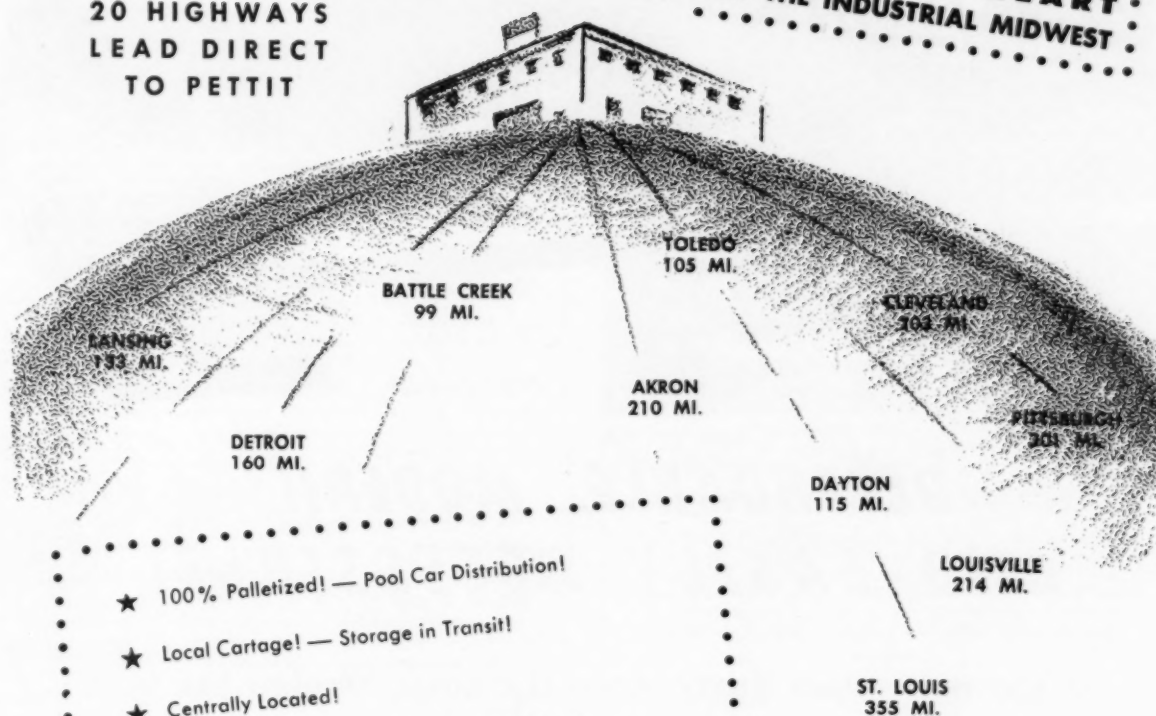 20 HIGHWAYS
LEAD DIRECT
TO PETTIT
INDUSTRIAL MIDWEST
TOLEDO
105 MI.
BATTLE CREEK
99 MI.
CLEVELAND
203 MI.
LANSING
133 MI.
AKRON
210 MI.
PITTSBURGH
301 MI.
DETROIT
160 MI.
DAYTON
115 MI.
LOUISVILLE
214 MI.
★ 100% Palletized! — Pool Car Distribution!
★ Local Cartage! — Storage in Transit!
★ Centrally Located!
ST. LOUIS
355 MI.